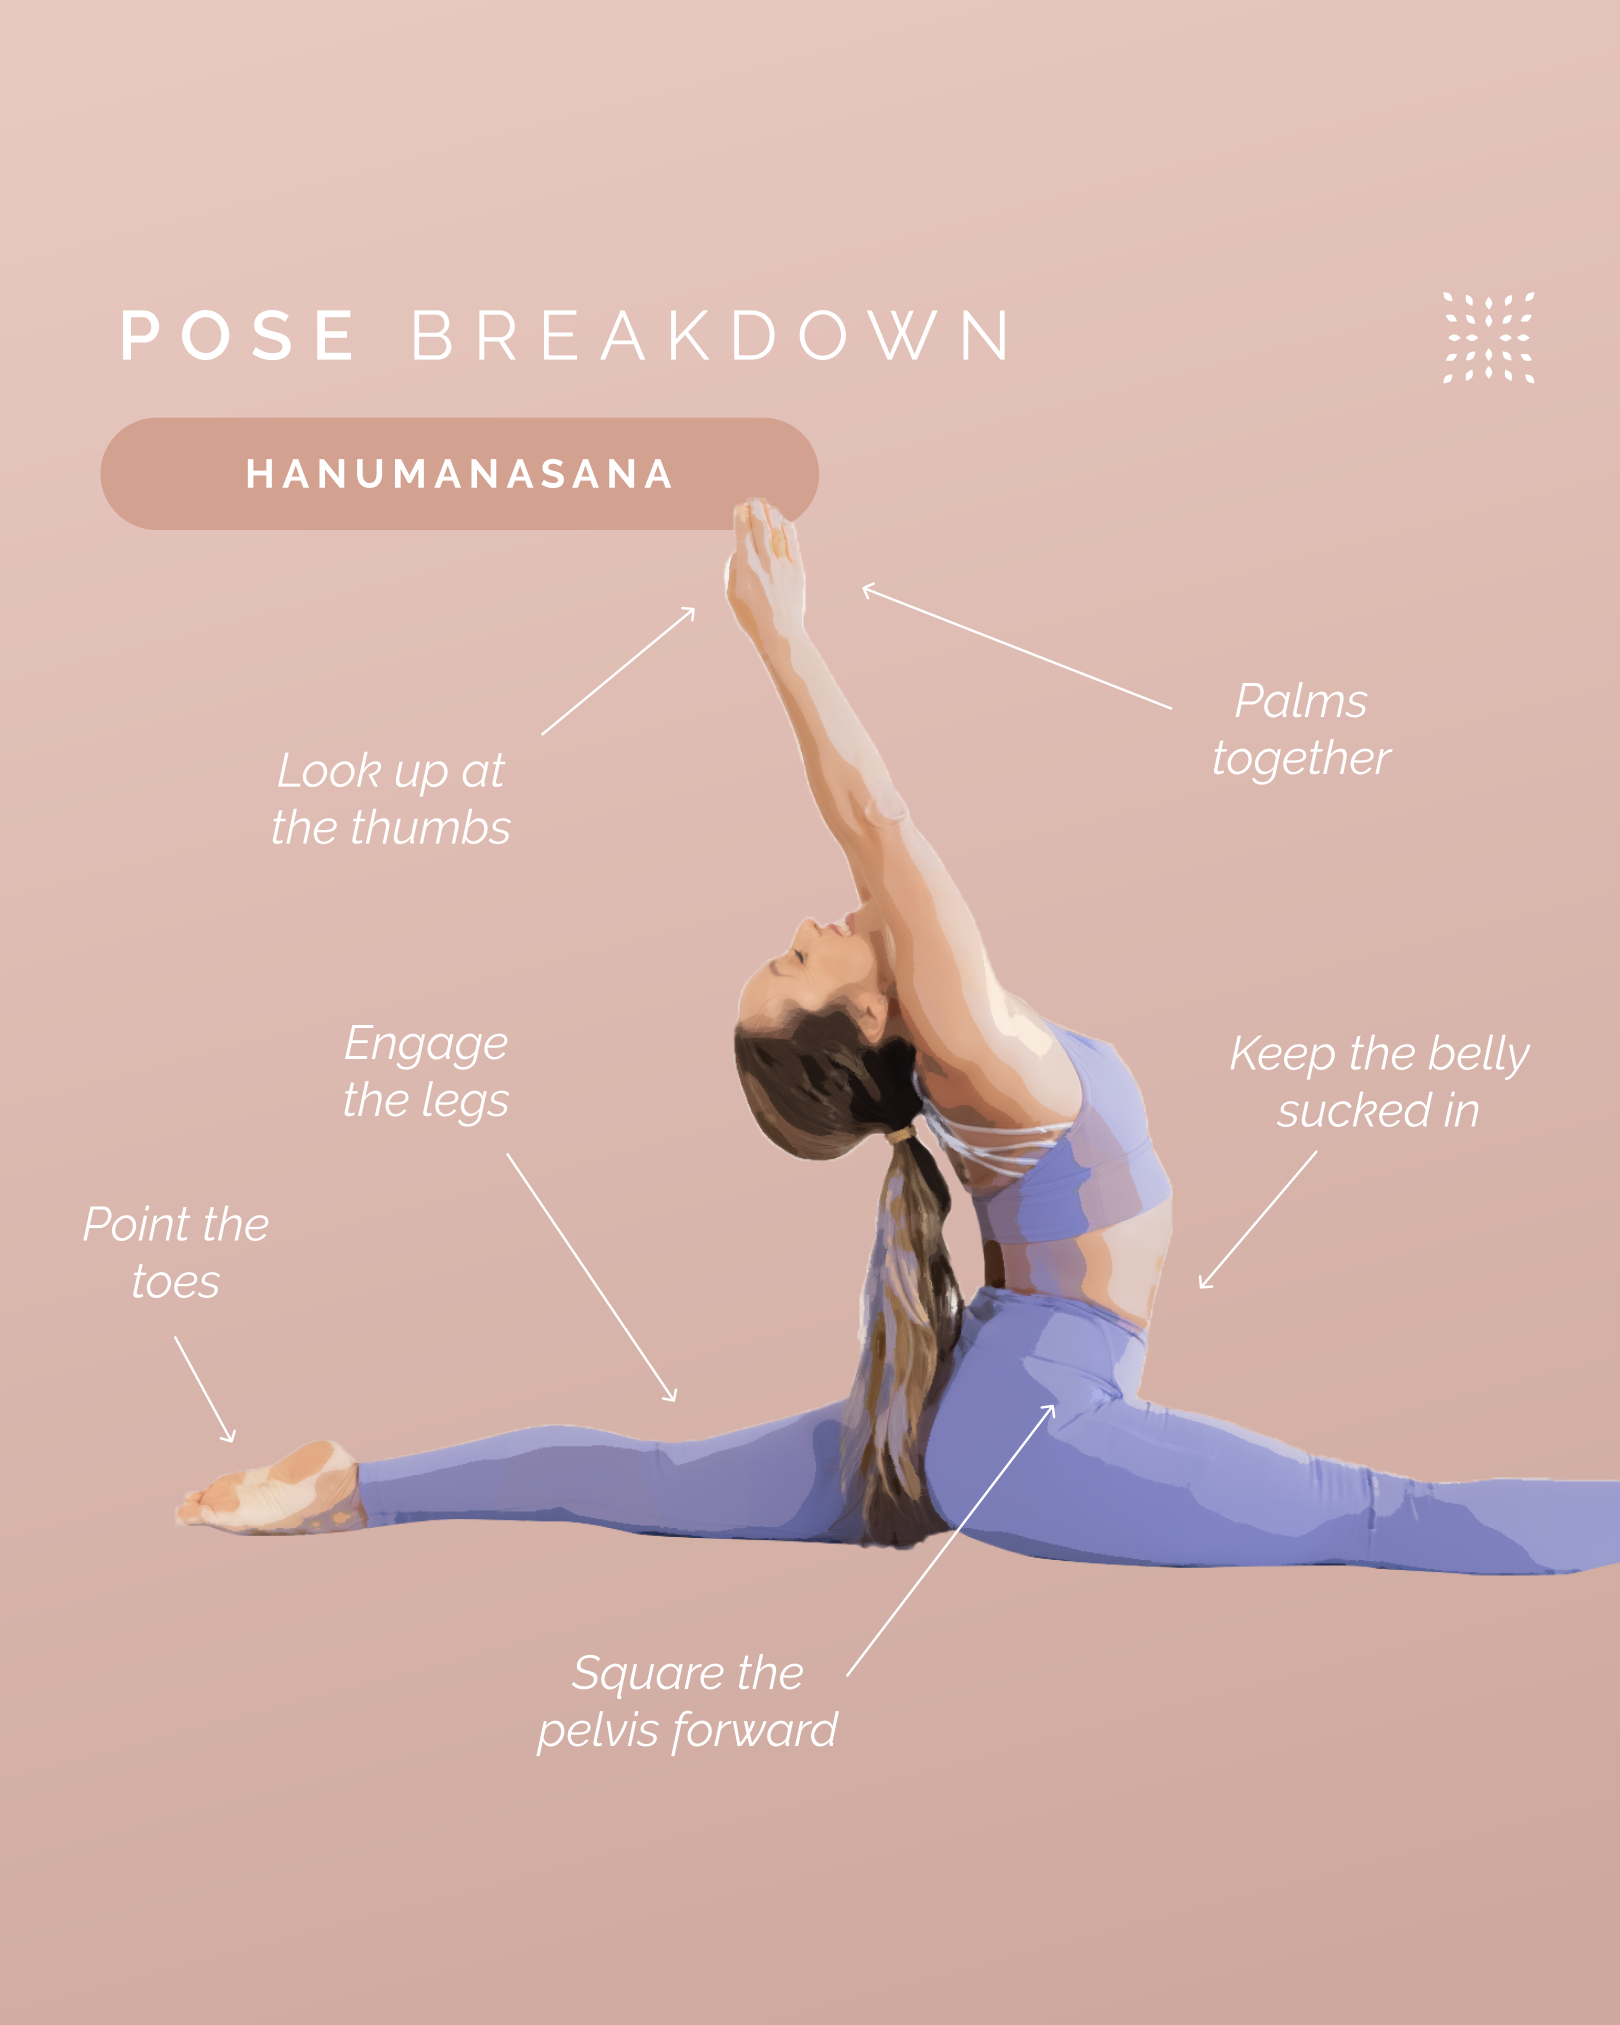 POSE BREAKDOWN
HANUMANASANA
Look up at
the thumbs
Palms
together
Engage
the legs
Keep the belly
sucked in
Point the
toes
Square the
pelvis forward